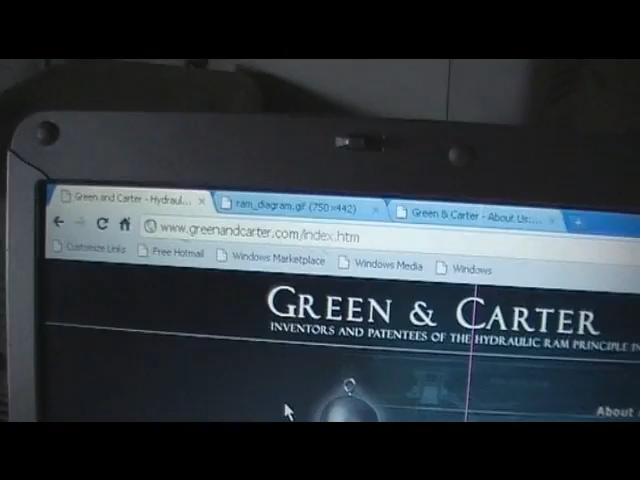 Green and Carter - Hydraul... ram_diagram.gif (750×442) Green & Carter - About Us:...
www.greenandcarter.com/index.htm
Customize Links Free Hotmail Windows Marketplace Windows Media Windows
GREEN & CARTER
INVENTORS AND PATENTEES OF THE HYDRAULIC RAM PRINCIPLE IN
About